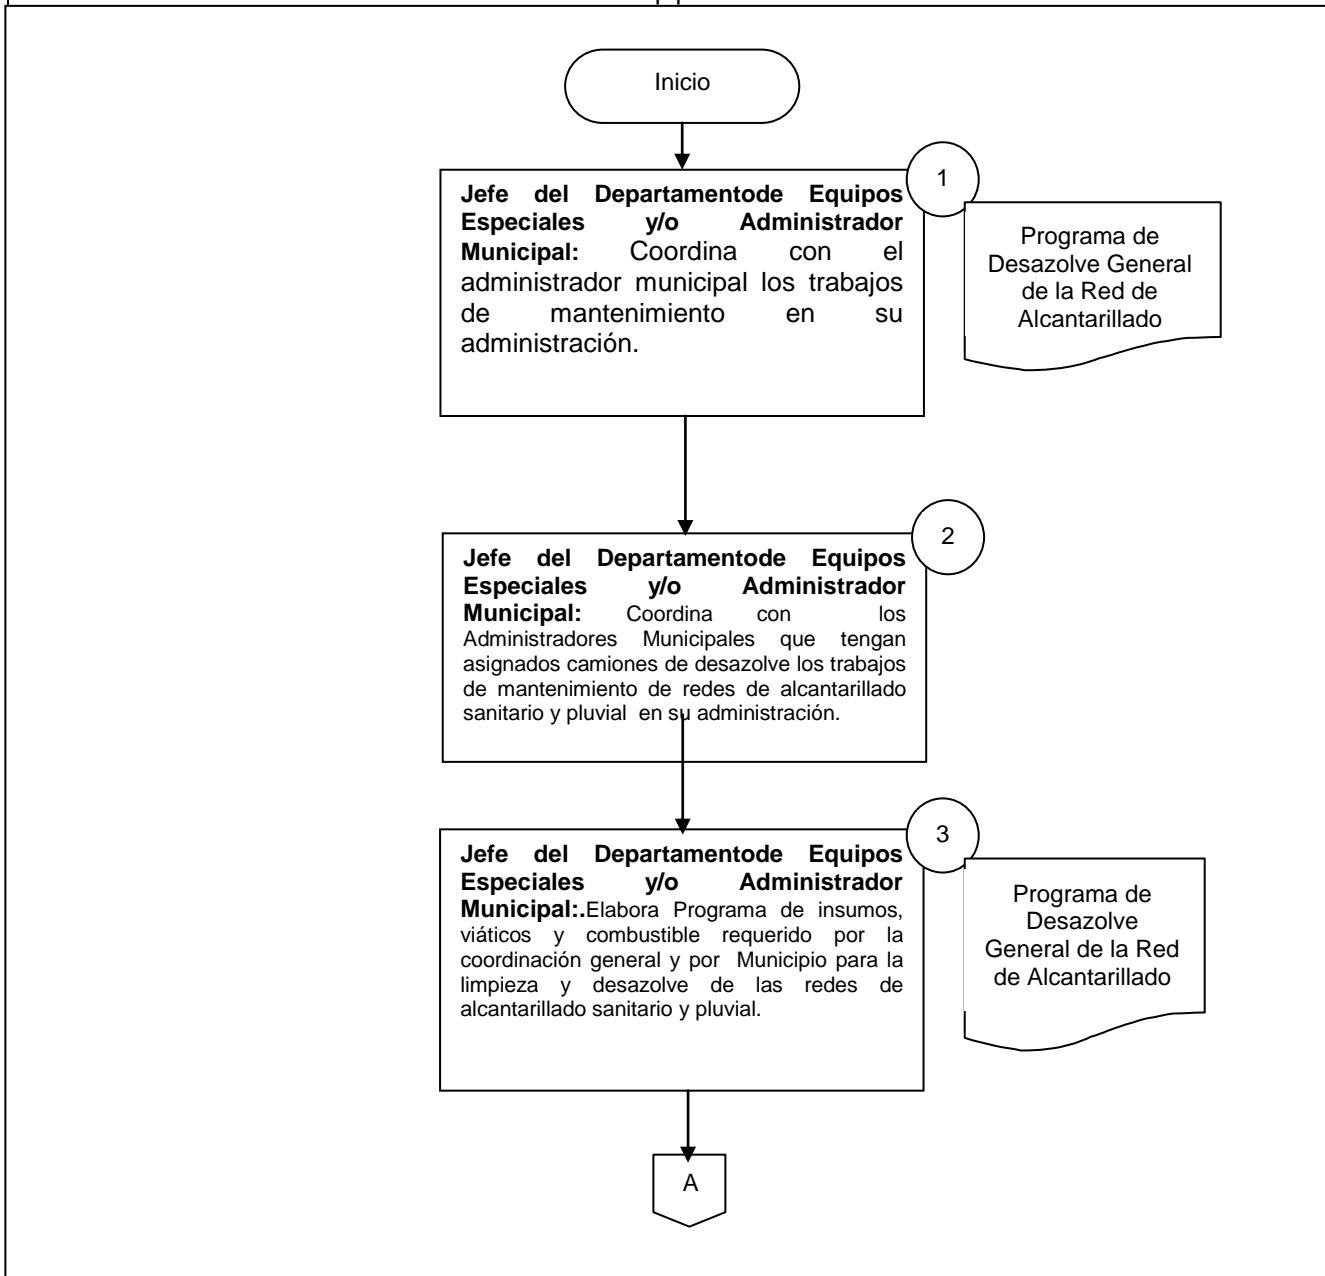 Inicio
1
Jefe del Departamentode Equipos
Especiales y/o Administrador
Municipal: Coordina con el
administrador municipal los trabajos
de mantenimiento en su
administración.
Programa de
Desazolve General
de la Red de
Alcantarillado
2
Jefe del Departamentode Equipos
Especiales y/o Administrador
Municipal: Coordina con los
Administradores Municipales que tengan
asignados camiones de desazolve los trabajos
de mantenimiento de redes de alcantarillado
sanitario y pluvial en su administración.
3
Jefe del Departamentode Equipos
Especiales y/o Administrador
Municipal:.Elabora Programa de insumos,
viáticos y combustible requerido por la
coordinación general y por Municipio para la
limpieza y desazolve de las redes de
alcantarillado sanitario y pluvial.
Programa de
Desazolve
General de la Red
de Alcantarillado
A